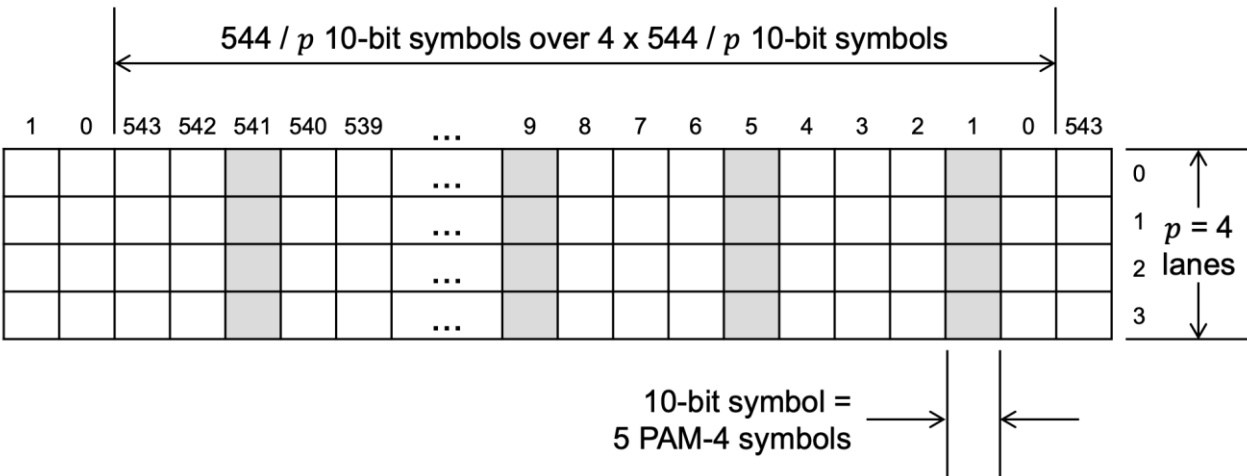 544 / p 10-bit symbols over 4 x 544 / p 10-bit symbols
1 0 543 542 541 540 539 ... 9 8 7 6 5 4 3 2 1 0 543
... 0
... 1
... 2
... 3
p = 4
lanes
10-bit symbol =
5 PAM-4 symbols